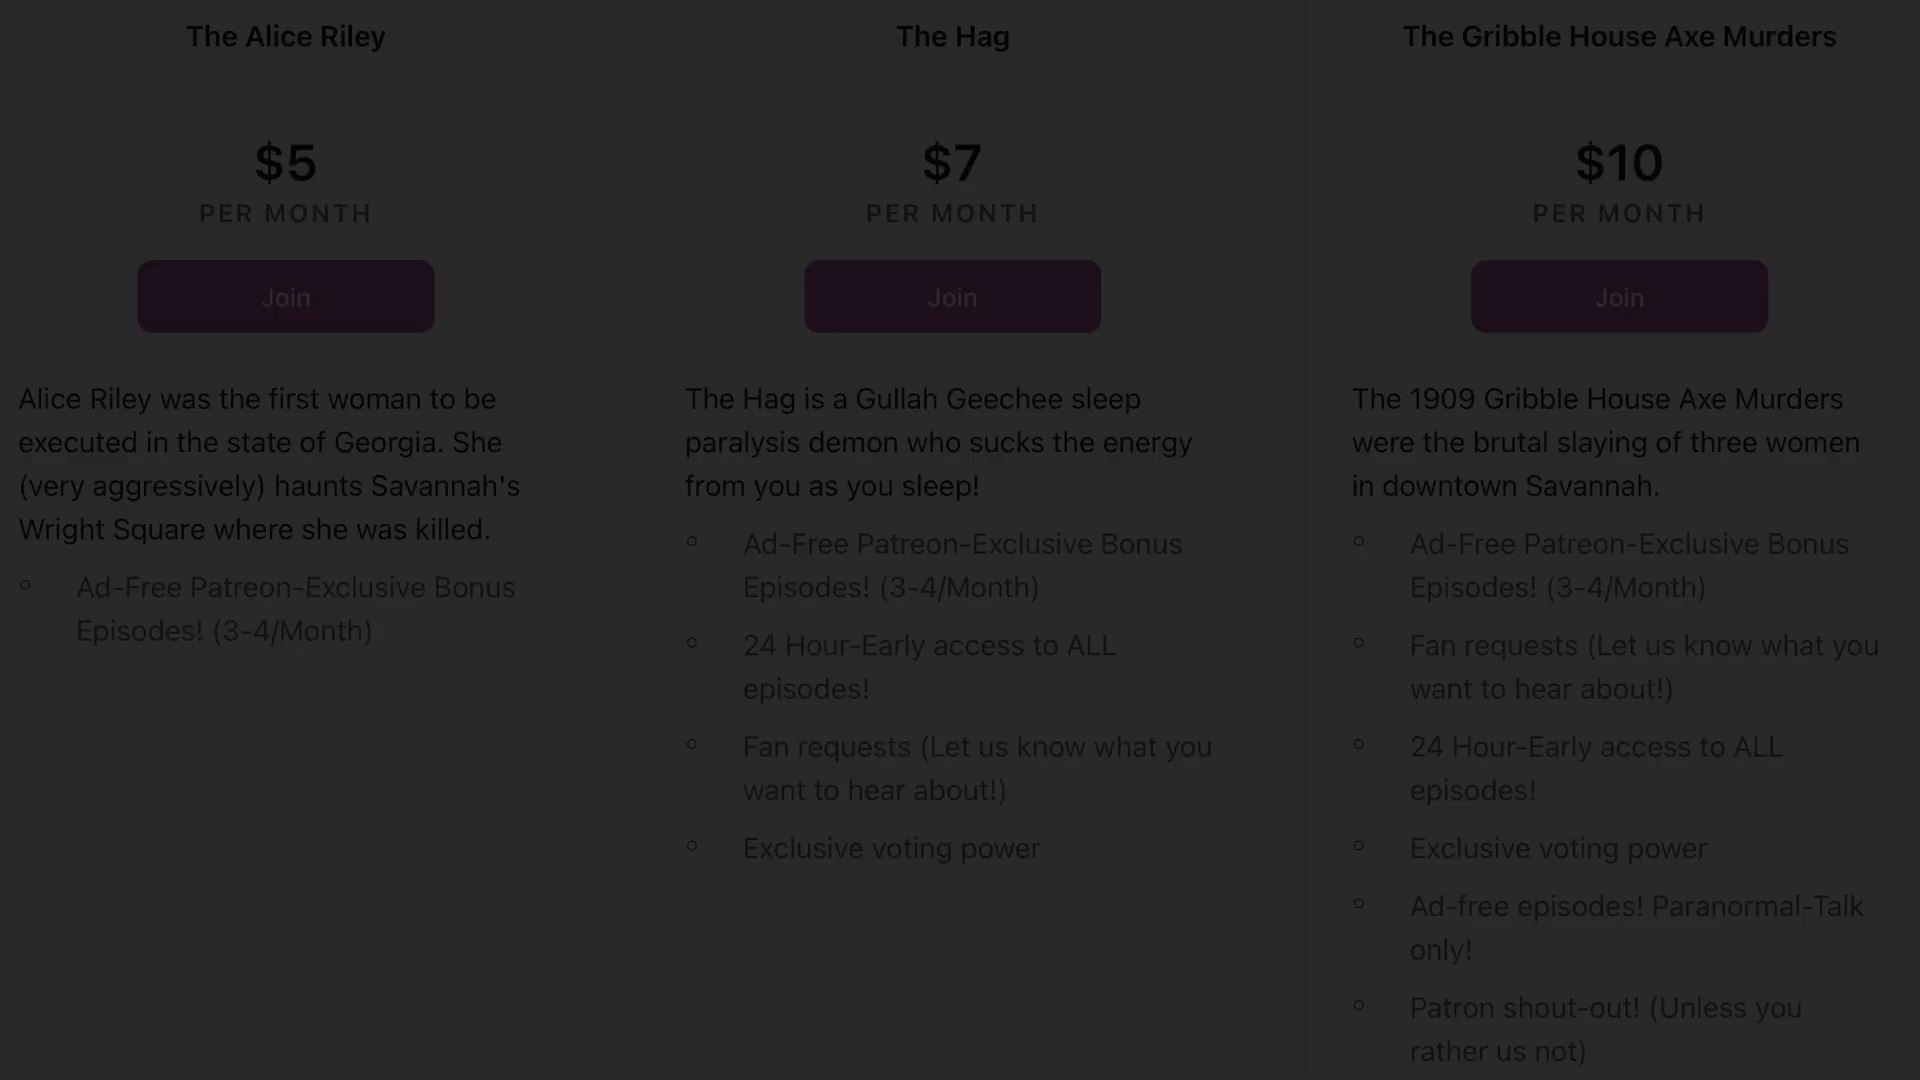 The Alice Riley
$5
PER MONTH
Join
Alice Riley was the first woman to be
executed in the state of Georgia. She
(very aggressively) haunts Savannah's
Wright Square where she was killed.
Ad-Free Patreon-Exclusive Bonus
Episodes! (3-4/Month)
The Hag
$7
PER MONTH
Join
The Hag is a Gullah Geechee sleep
paralysis demon who sucks the energy
from you as you sleep!
Ad-Free Patreon-Exclusive Bonus
Episodes! (3-4/Month)
24 Hour-Early access to ALL
episodes!
Fan requests (Let us know what you
want to hear about!)
Exclusive voting power
The Gribble House Axe Murders
$10
PER MONTH
Join
The 1909 Gribble House Axe Murders
were the brutal slaying of three women
in downtown Savannah.
Ad-Free Patreon-Exclusive Bonus
Episodes! (3-4/Month)
Fan requests (Let us know what you
want to hear about!)
24 Hour-Early access to ALL
episodes!
Exclusive voting power
Ad-free episodes! Paranormal-Talk
only!
Patron shout-out! (Unless you
rather us not)